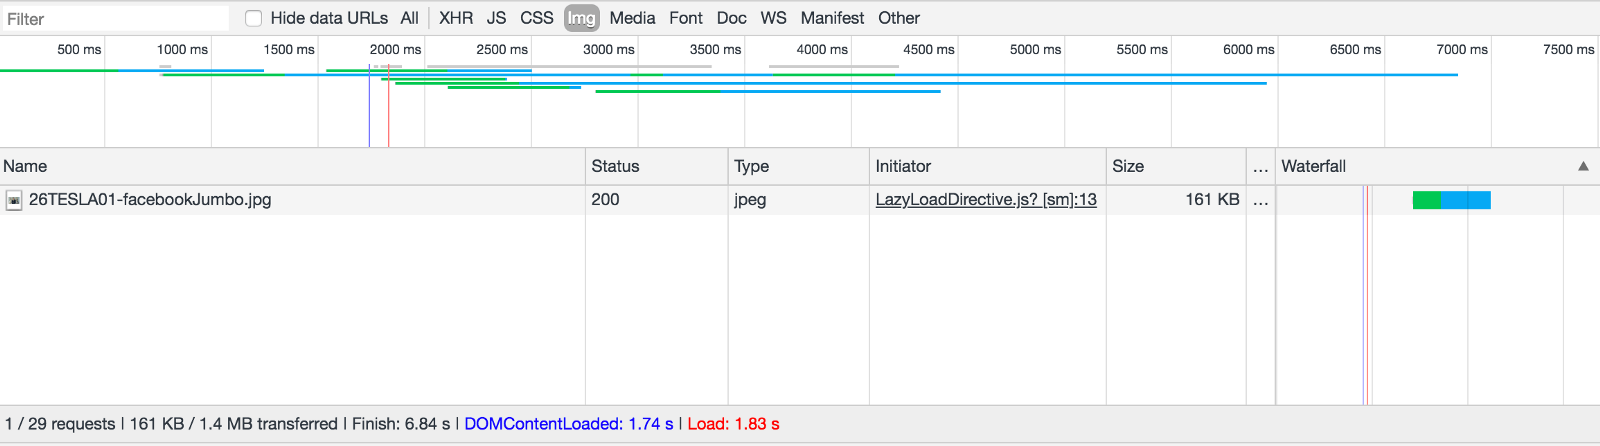 Filter Hide data URLs All XHR JS CSS Img Media Font Doc WS Manifest Other
500 ms 1000 ms 1500 ms 2000 ms 2500 ms 3000 ms 3500 ms 4000 ms 4500 ms 5000 ms 5500 ms 6000 ms 6500 ms 7000 ms 7500 ms
Name Status Type Initiator Size ... Waterfall ▲
26TESLA01-facebookJumbo.jpg 200 jpeg LazyLoadDirective.js? [sm]:13 161 KB ...
1 / 29 requests | 161 KB / 1.4 MB transferred | Finish: 6.84 s | DOMContentLoaded: 1.74 s | Load: 1.83 s